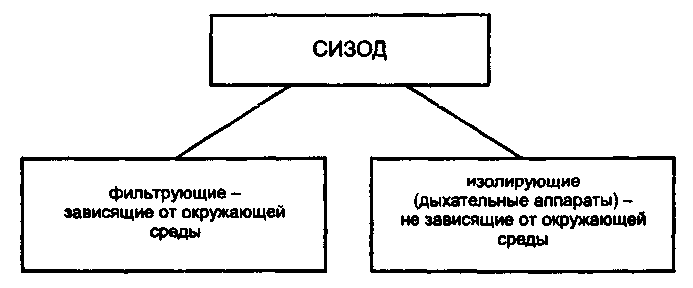 СИЗОД
фильтрующие –
зависящие от окружающей
среды
изолирующие
(дыхательные аппараты) –
не зависящие от окружающей
среды